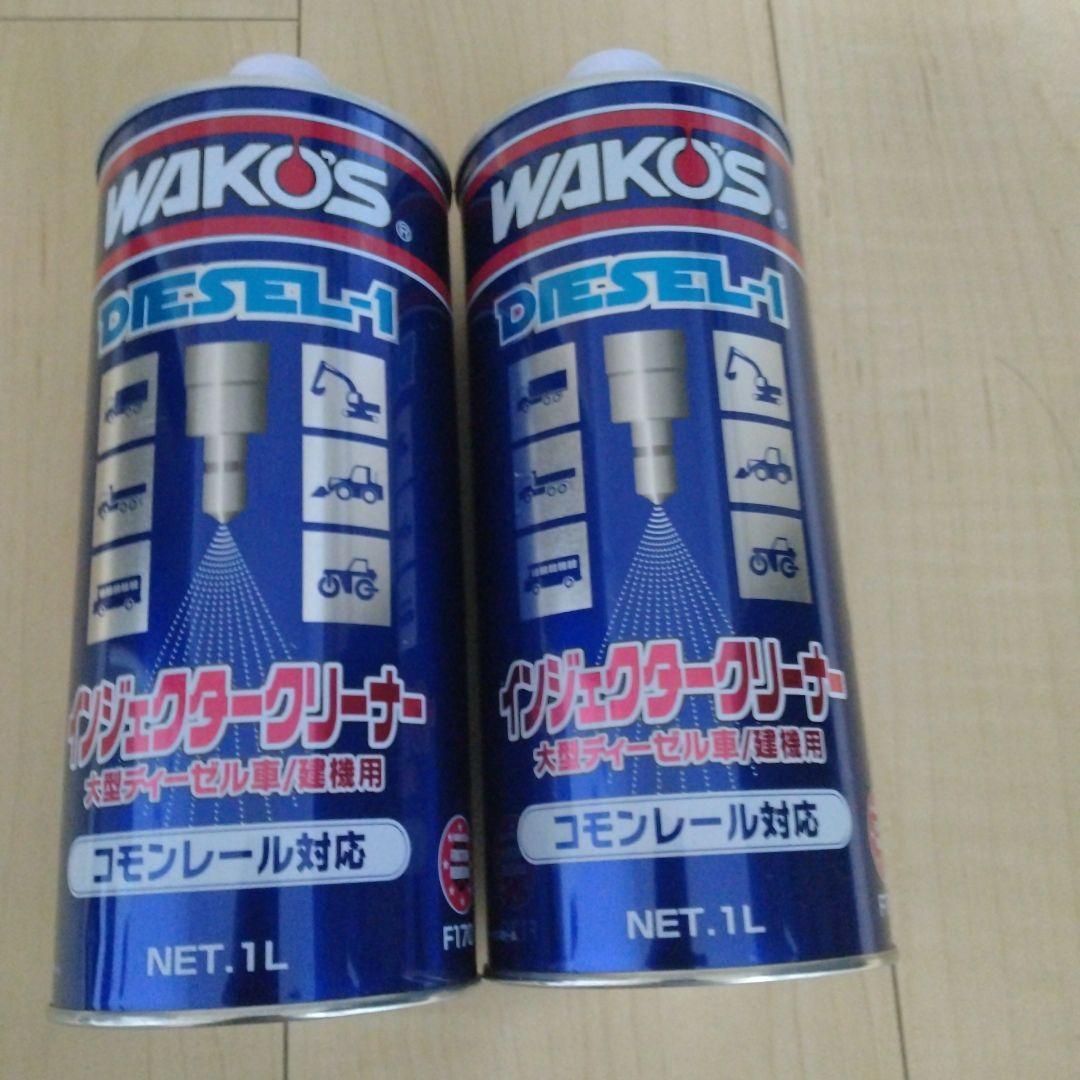 WAKO'S®
DIESEL-1
インジェクタークリーナー
大型ディーゼル車/建機用
コモンレール対応
NET.1L
F170
WAKO'S®
DIESEL-1
インジェクタークリーナー
大型ディーゼル車/建機用
コモンレール対応
NET.1L